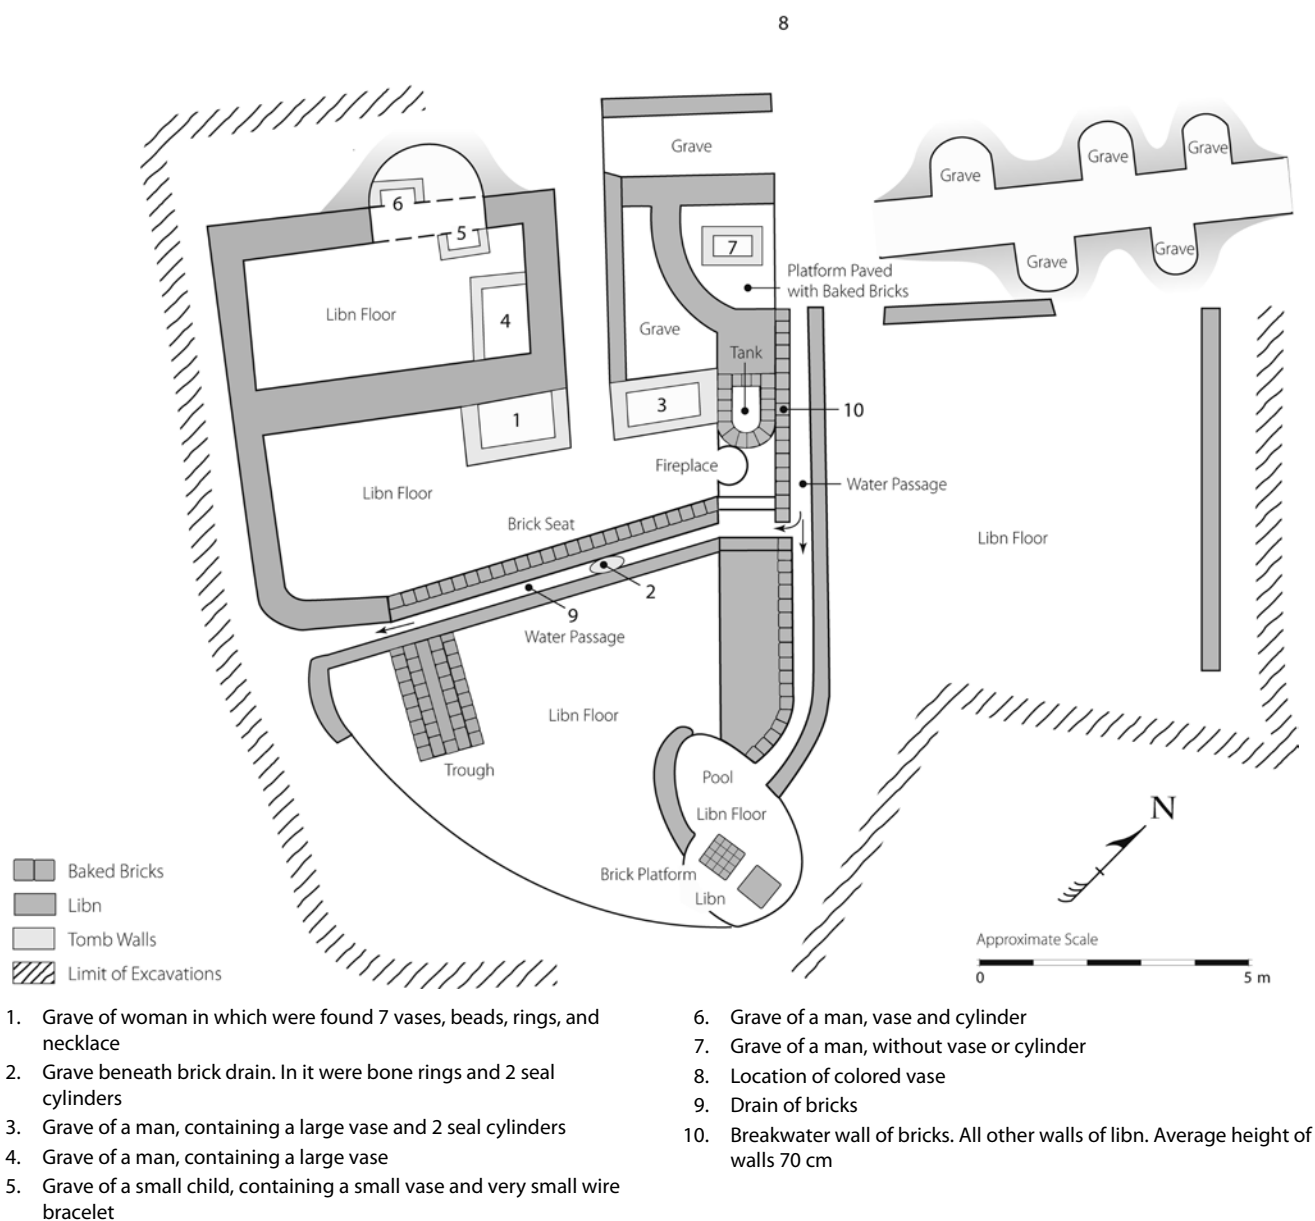 8
Grave
Grave
Grave
Grave
Grave
Grave
6
5
7
Platform Paved
with Baked Bricks
Libn Floor
4
Grave
Tank
3
10
1
Fireplace
Water Passage
Libn Floor
Brick Seat
Libn Floor
2
9
Water Passage
Libn Floor
Trough
Pool
Libn Floor
Brick Platform
Libn
N
Baked Bricks
Libn
Tomb Walls
Limit of Excavations
Approximate Scale
0 5 m
1. Grave of woman in which were found 7 vases, beads, rings, and
necklace
2. Grave beneath brick drain. In it were bone rings and 2 seal
cylinders
3. Grave of a man, containing a large vase and 2 seal cylinders
4. Grave of a man, containing a large vase
5. Grave of a small child, containing a small vase and very small wire
bracelet
6. Grave of a man, vase and cylinder
7. Grave of a man, without vase or cylinder
8. Location of colored vase
9. Drain of bricks
10. Breakwater wall of bricks. All other walls of libn. Average height of
walls 70 cm
Grave